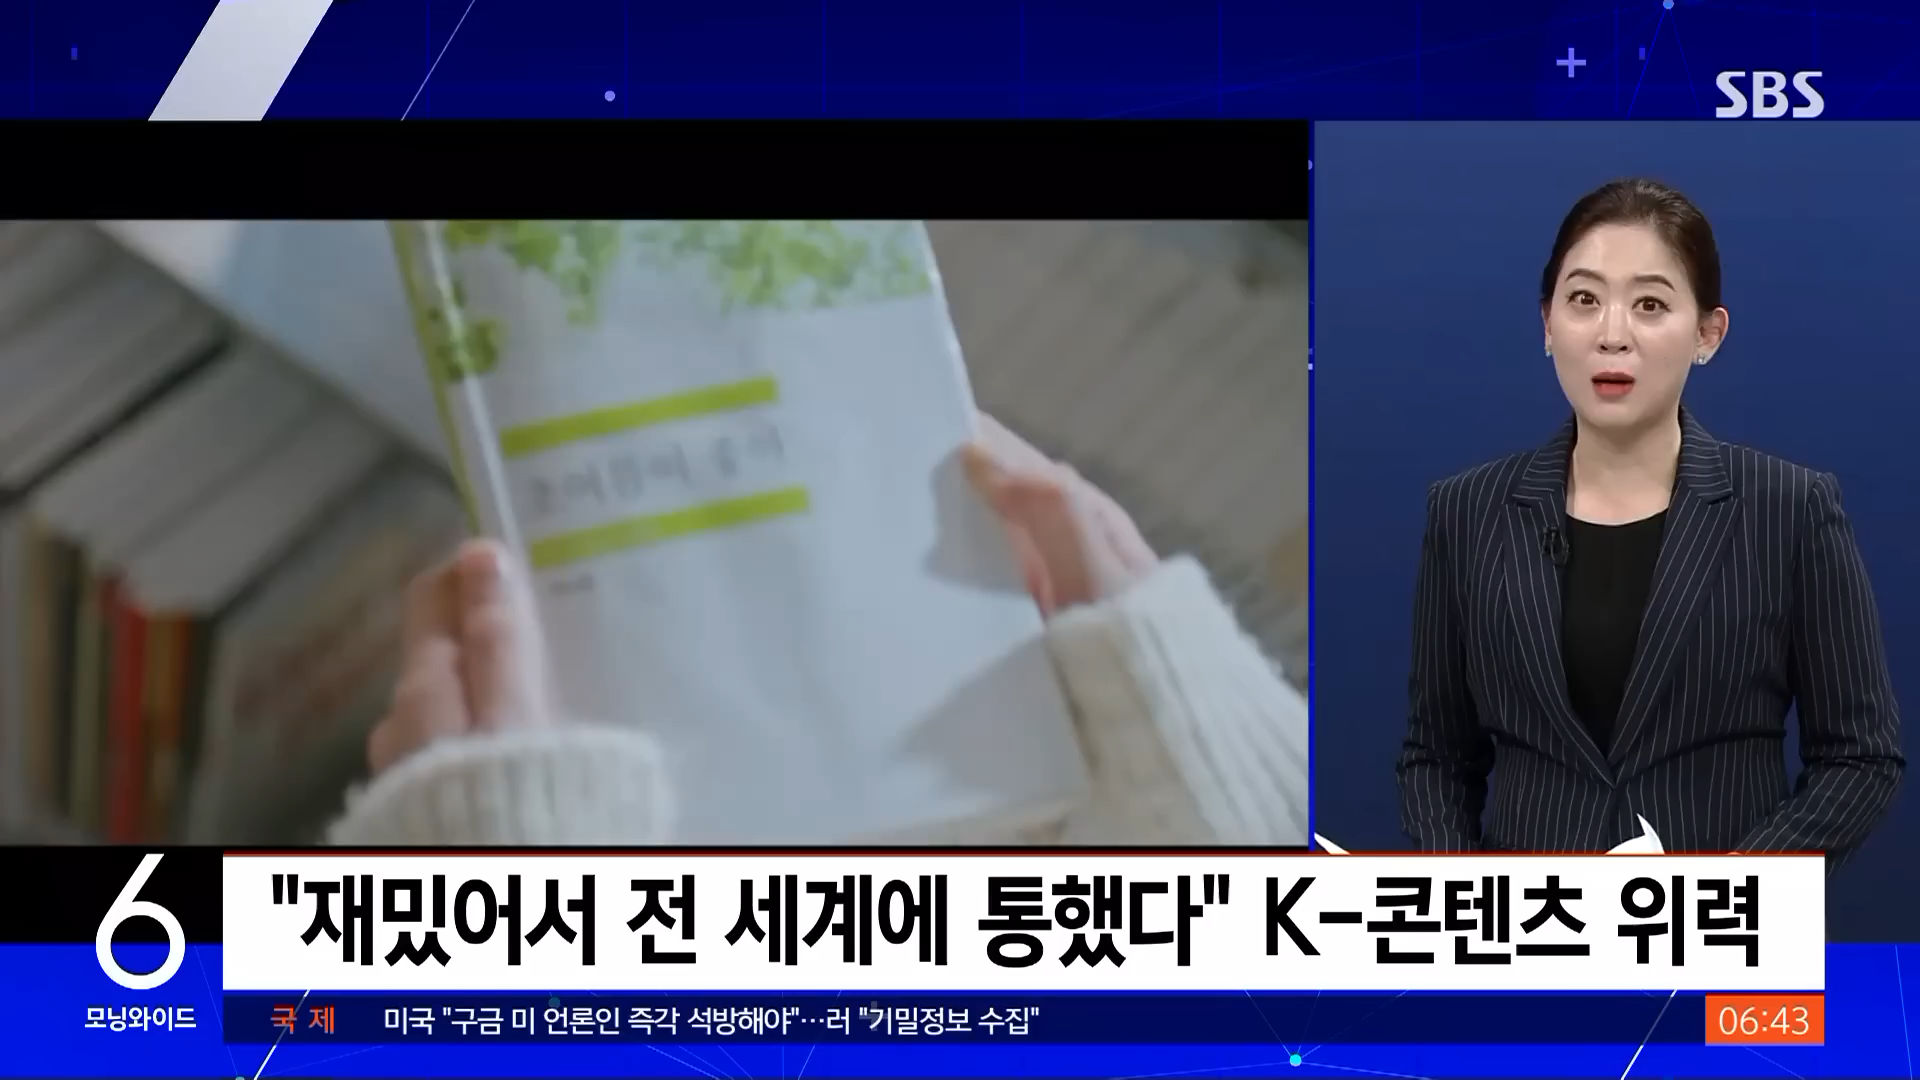 SBS
"재밌어서 전 세계에 통했다" K-콘텐츠 위력
6
모닝와이드
국 제 미국 "구금 미 언론인 즉각 석방해야"…러 "기밀정보 수집"
06:43